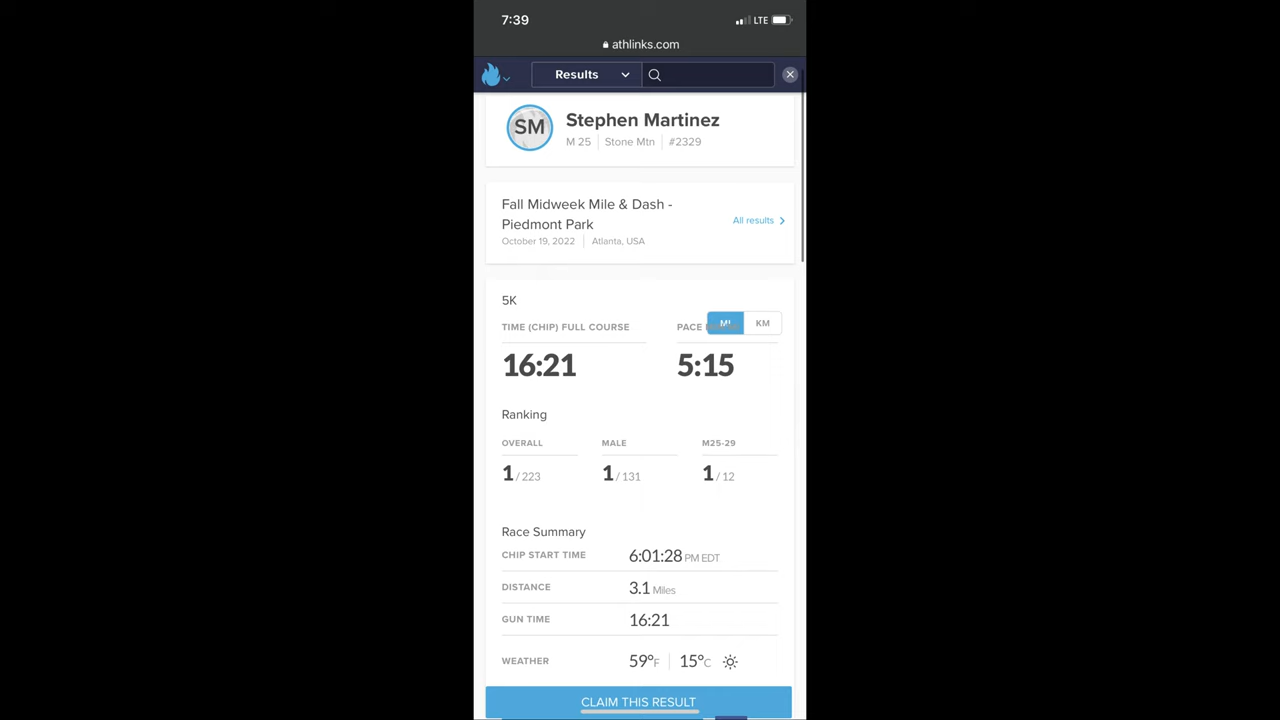 7:39
LTE
athlinks.com
Results
SM
Stephen Martinez
M 25 Stone Mtn #2329
Fall Midweek Mile & Dash -
Piedmont Park
All results
October 19, 2022 Atlanta, USA
5K
MI KM
TIME (CHIP) FULL COURSE PACE
16:21 5:15
Ranking
OVERALL MALE M25-29
1 / 223 1 / 131 1 / 12
Race Summary
CHIP START TIME 6:01:28 PM EDT
DISTANCE 3.1 Miles
GUN TIME 16:21
WEATHER 59°F 15°C
CLAIM THIS RESULT